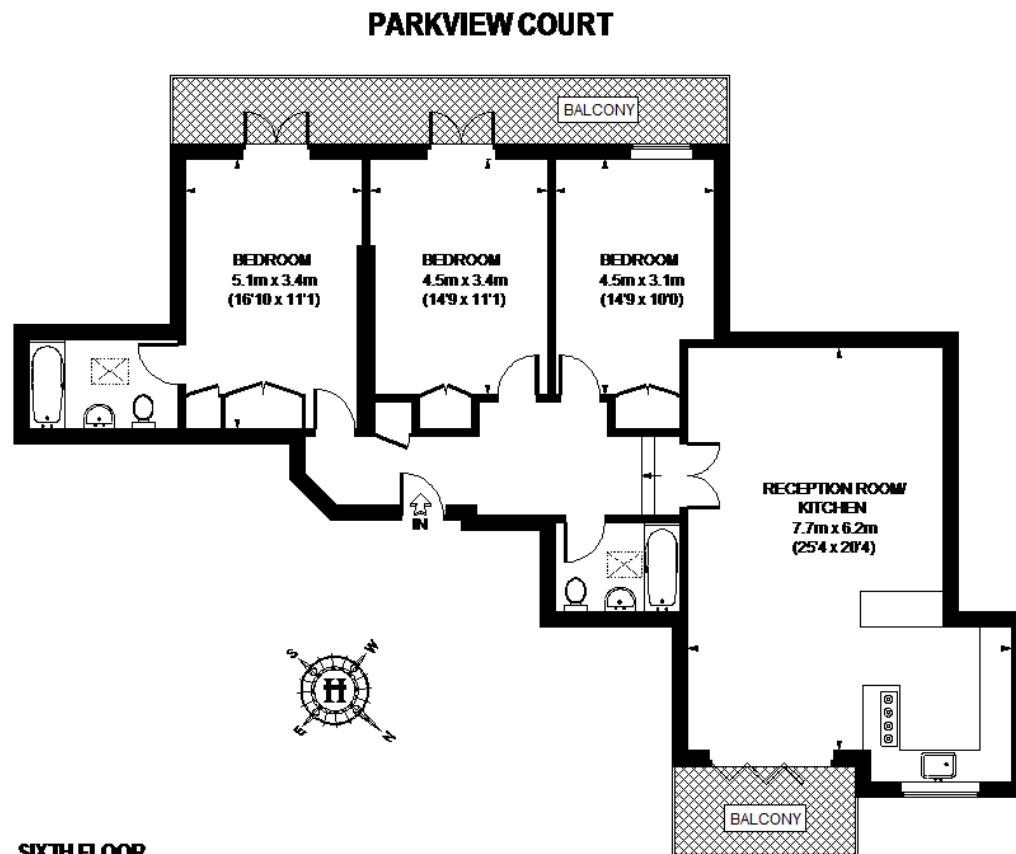 PARKVIEW COURT
BALCONY
BEDROOM
5.1m x 3.4m
(16'10 x 11'1)
BEDROOM
4.5m x 3.4m
(14'9 x 11'1)
BEDROOM
4.5m x 3.1m
(14'9 x 10'0)
RECEPTION ROOM/
KITCHEN
7.7m x 6.2m
(25'4 x 20'4)
IN
S
W
H
E
N
BALCONY
SIXTH FLOOR